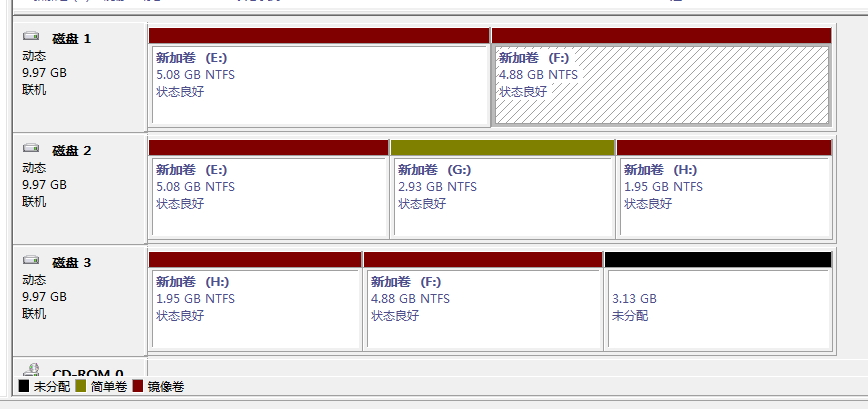 磁盘 1
动态
9.97 GB
联机
新加卷 (E:)
5.08 GB NTFS
状态良好
新加卷 (F:)
4.88 GB NTFS
状态良好
磁盘 2
动态
9.97 GB
联机
新加卷 (E:)
5.08 GB NTFS
状态良好
新加卷 (G:)
2.93 GB NTFS
状态良好
新加卷 (H:)
1.95 GB NTFS
状态良好
磁盘 3
动态
9.97 GB
联机
新加卷 (H:)
1.95 GB NTFS
状态良好
新加卷 (F:)
4.88 GB NTFS
状态良好
3.13 GB
未分配
CD-ROM 0
未分配 简单卷 镜像卷